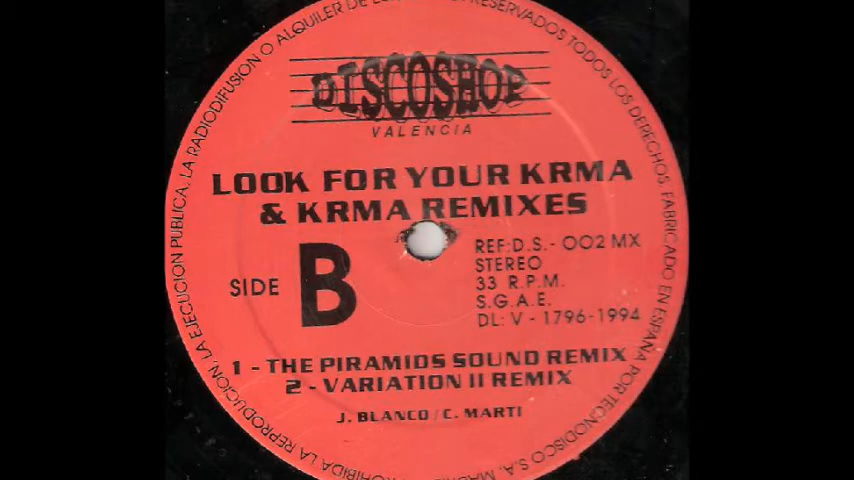 DISCOSHOP
VALENCIA
LOOK FOR YOUR KRMA
& KRMA REMIXES
SIDE B
REF:D.S.- 002 MX
STEREO
33 R.P.M.
S.G.A.E.
DL: V - 1796-1994
1 - THE PIRAMIDS SOUND REMIX
2 - VARIATION II REMIX
J. BLANCO / C. MARTI
RESERVADOS TODOS LOS DERECHOS. FABRICADO EN ESPAÑA POR TECNODISCO S.A.
LA REPRODUCION, LA EJECUCION PUBLICA, LA RADIODIFUSION O ALQUILER DE